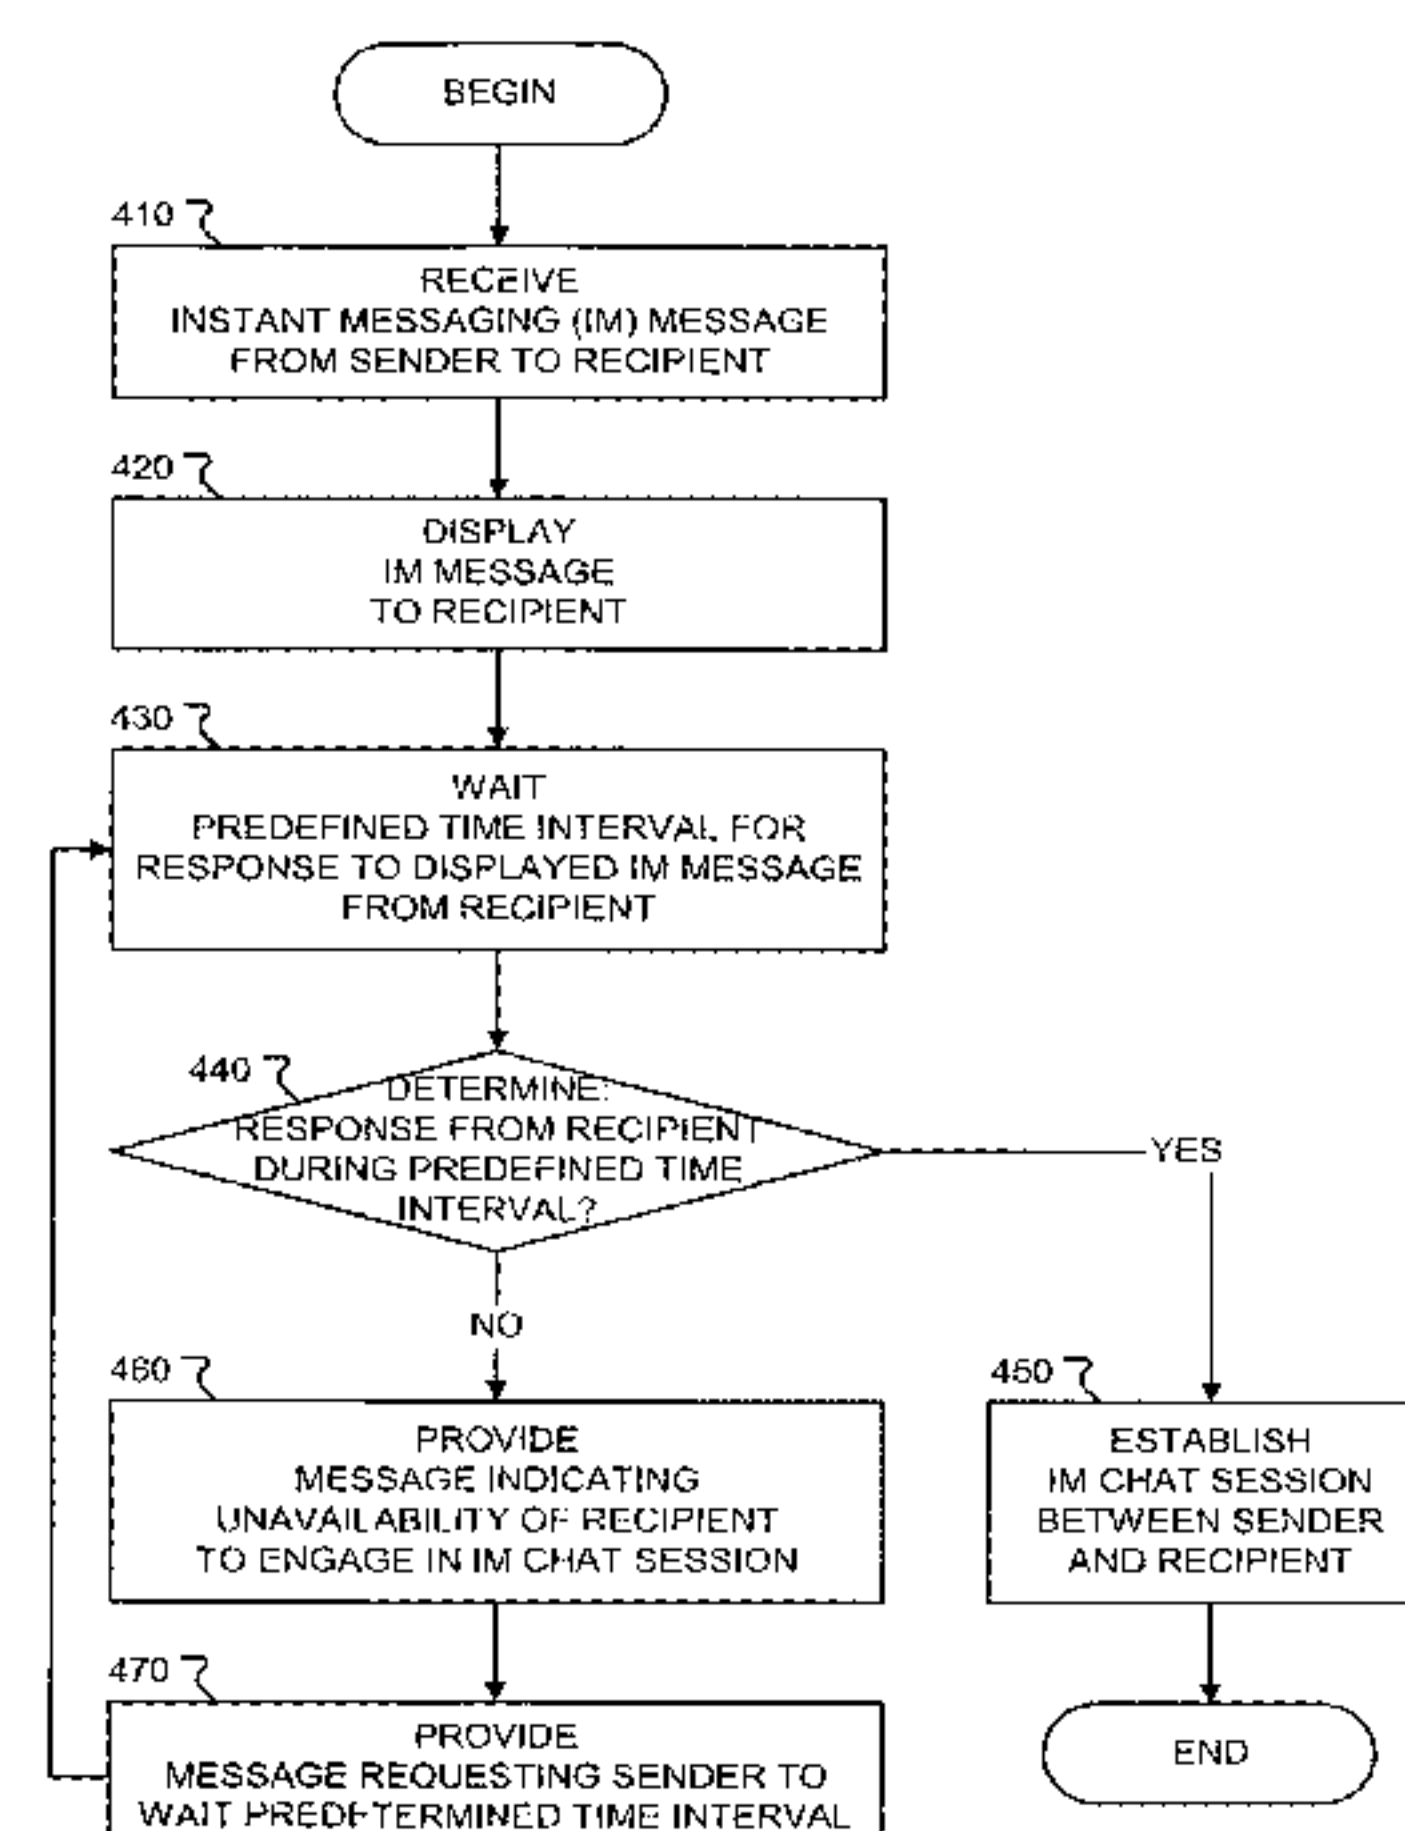 BEGIN
410
RECEIVE
INSTANT MESSAGING (IM) MESSAGE
FROM SENDER TO RECIPIENT
420
DISPLAY
IM MESSAGE
TO RECIPIENT
430
WAIT
PREDEFINED TIME INTERVAL FOR
RESPONSE TO DISPLAYED IM MESSAGE
FROM RECIPIENT
440
DETERMINE:
RESPONSE FROM RECIPIENT
DURING PREDEFINED TIME
INTERVAL?
YES
NO
460
PROVIDE
MESSAGE INDICATING
UNAVAILABILITY OF RECIPIENT
TO ENGAGE IN IM CHAT SESSION
450
ESTABLISH
IM CHAT SESSION
BETWEEN SENDER
AND RECIPIENT
470
PROVIDE
MESSAGE REQUESTING SENDER TO
WAIT PREDETERMINED TIME INTERVAL
END